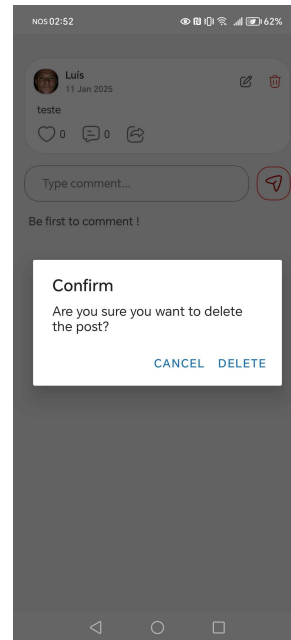 NOS 02:52
62%
Luís
11 Jan 2025
teste
0 0
Type comment...
Be first to comment !
Confirm
Are you sure you want to delete
the post?
CANCEL DELETE